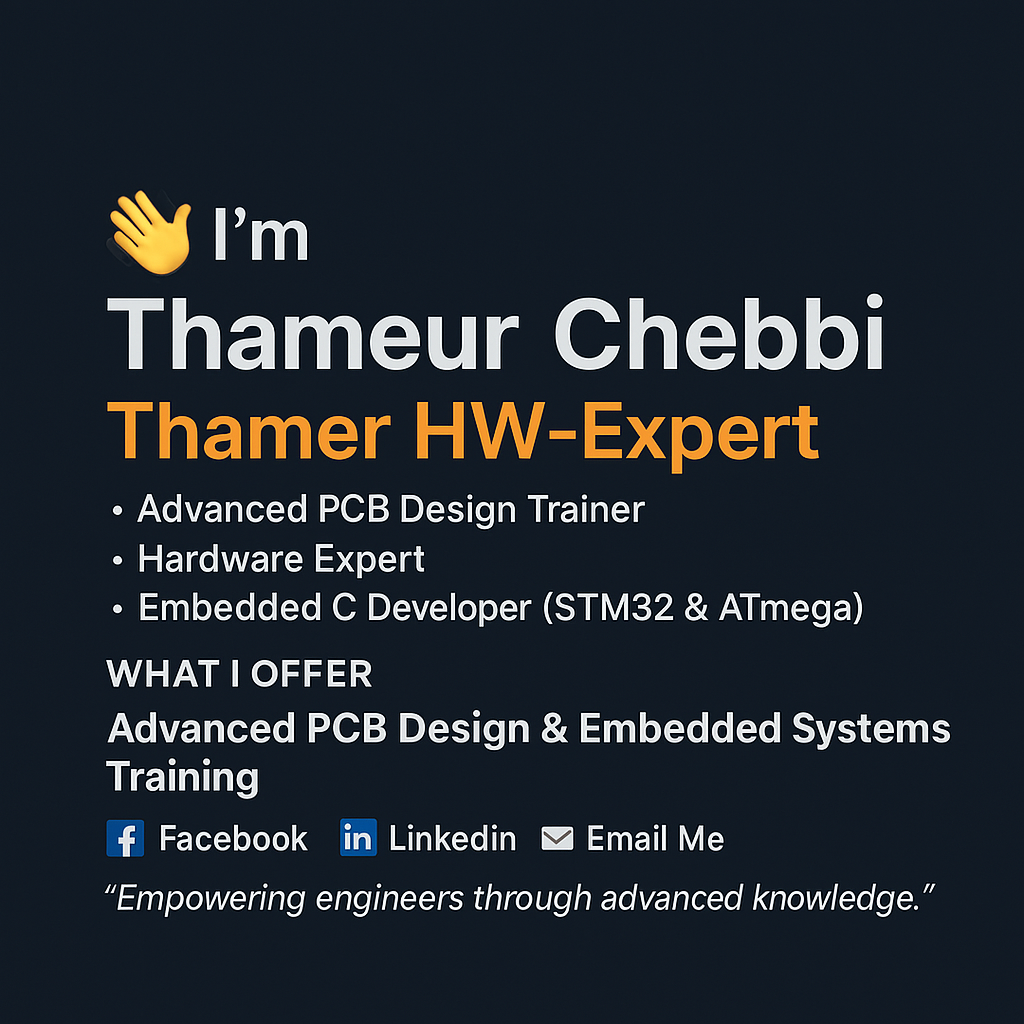 👋 I’m
Thameur Chebbi
Thamer HW-Expert
• Advanced PCB Design Trainer
• Hardware Expert
• Embedded C Developer (STM32 & ATmega)
WHAT I OFFER
Advanced PCB Design & Embedded Systems
Training
f Facebook in Linkedin Email Me
“Empowering engineers through advanced knowledge.”